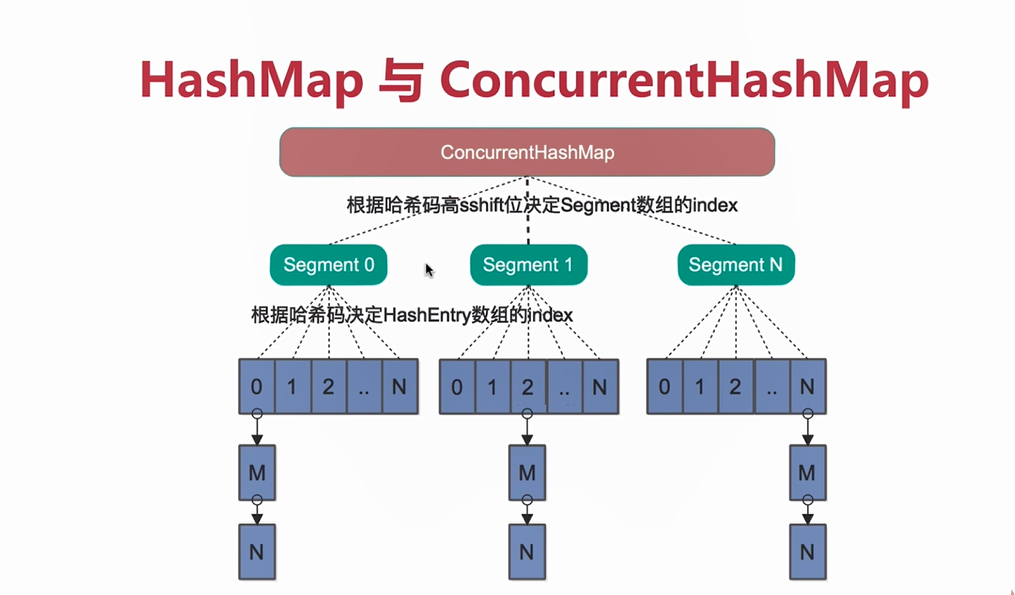 HashMap 与 ConcurrentHashMap
ConcurrentHashMap
根据哈希码高sshift位决定Segment数组的index
Segment 0
Segment 1
Segment N
根据哈希码决定HashEntry数组的index
0 1 2 .. N
0 1 2 .. N
0 1 2 .. N
M
M
M
N
N
N